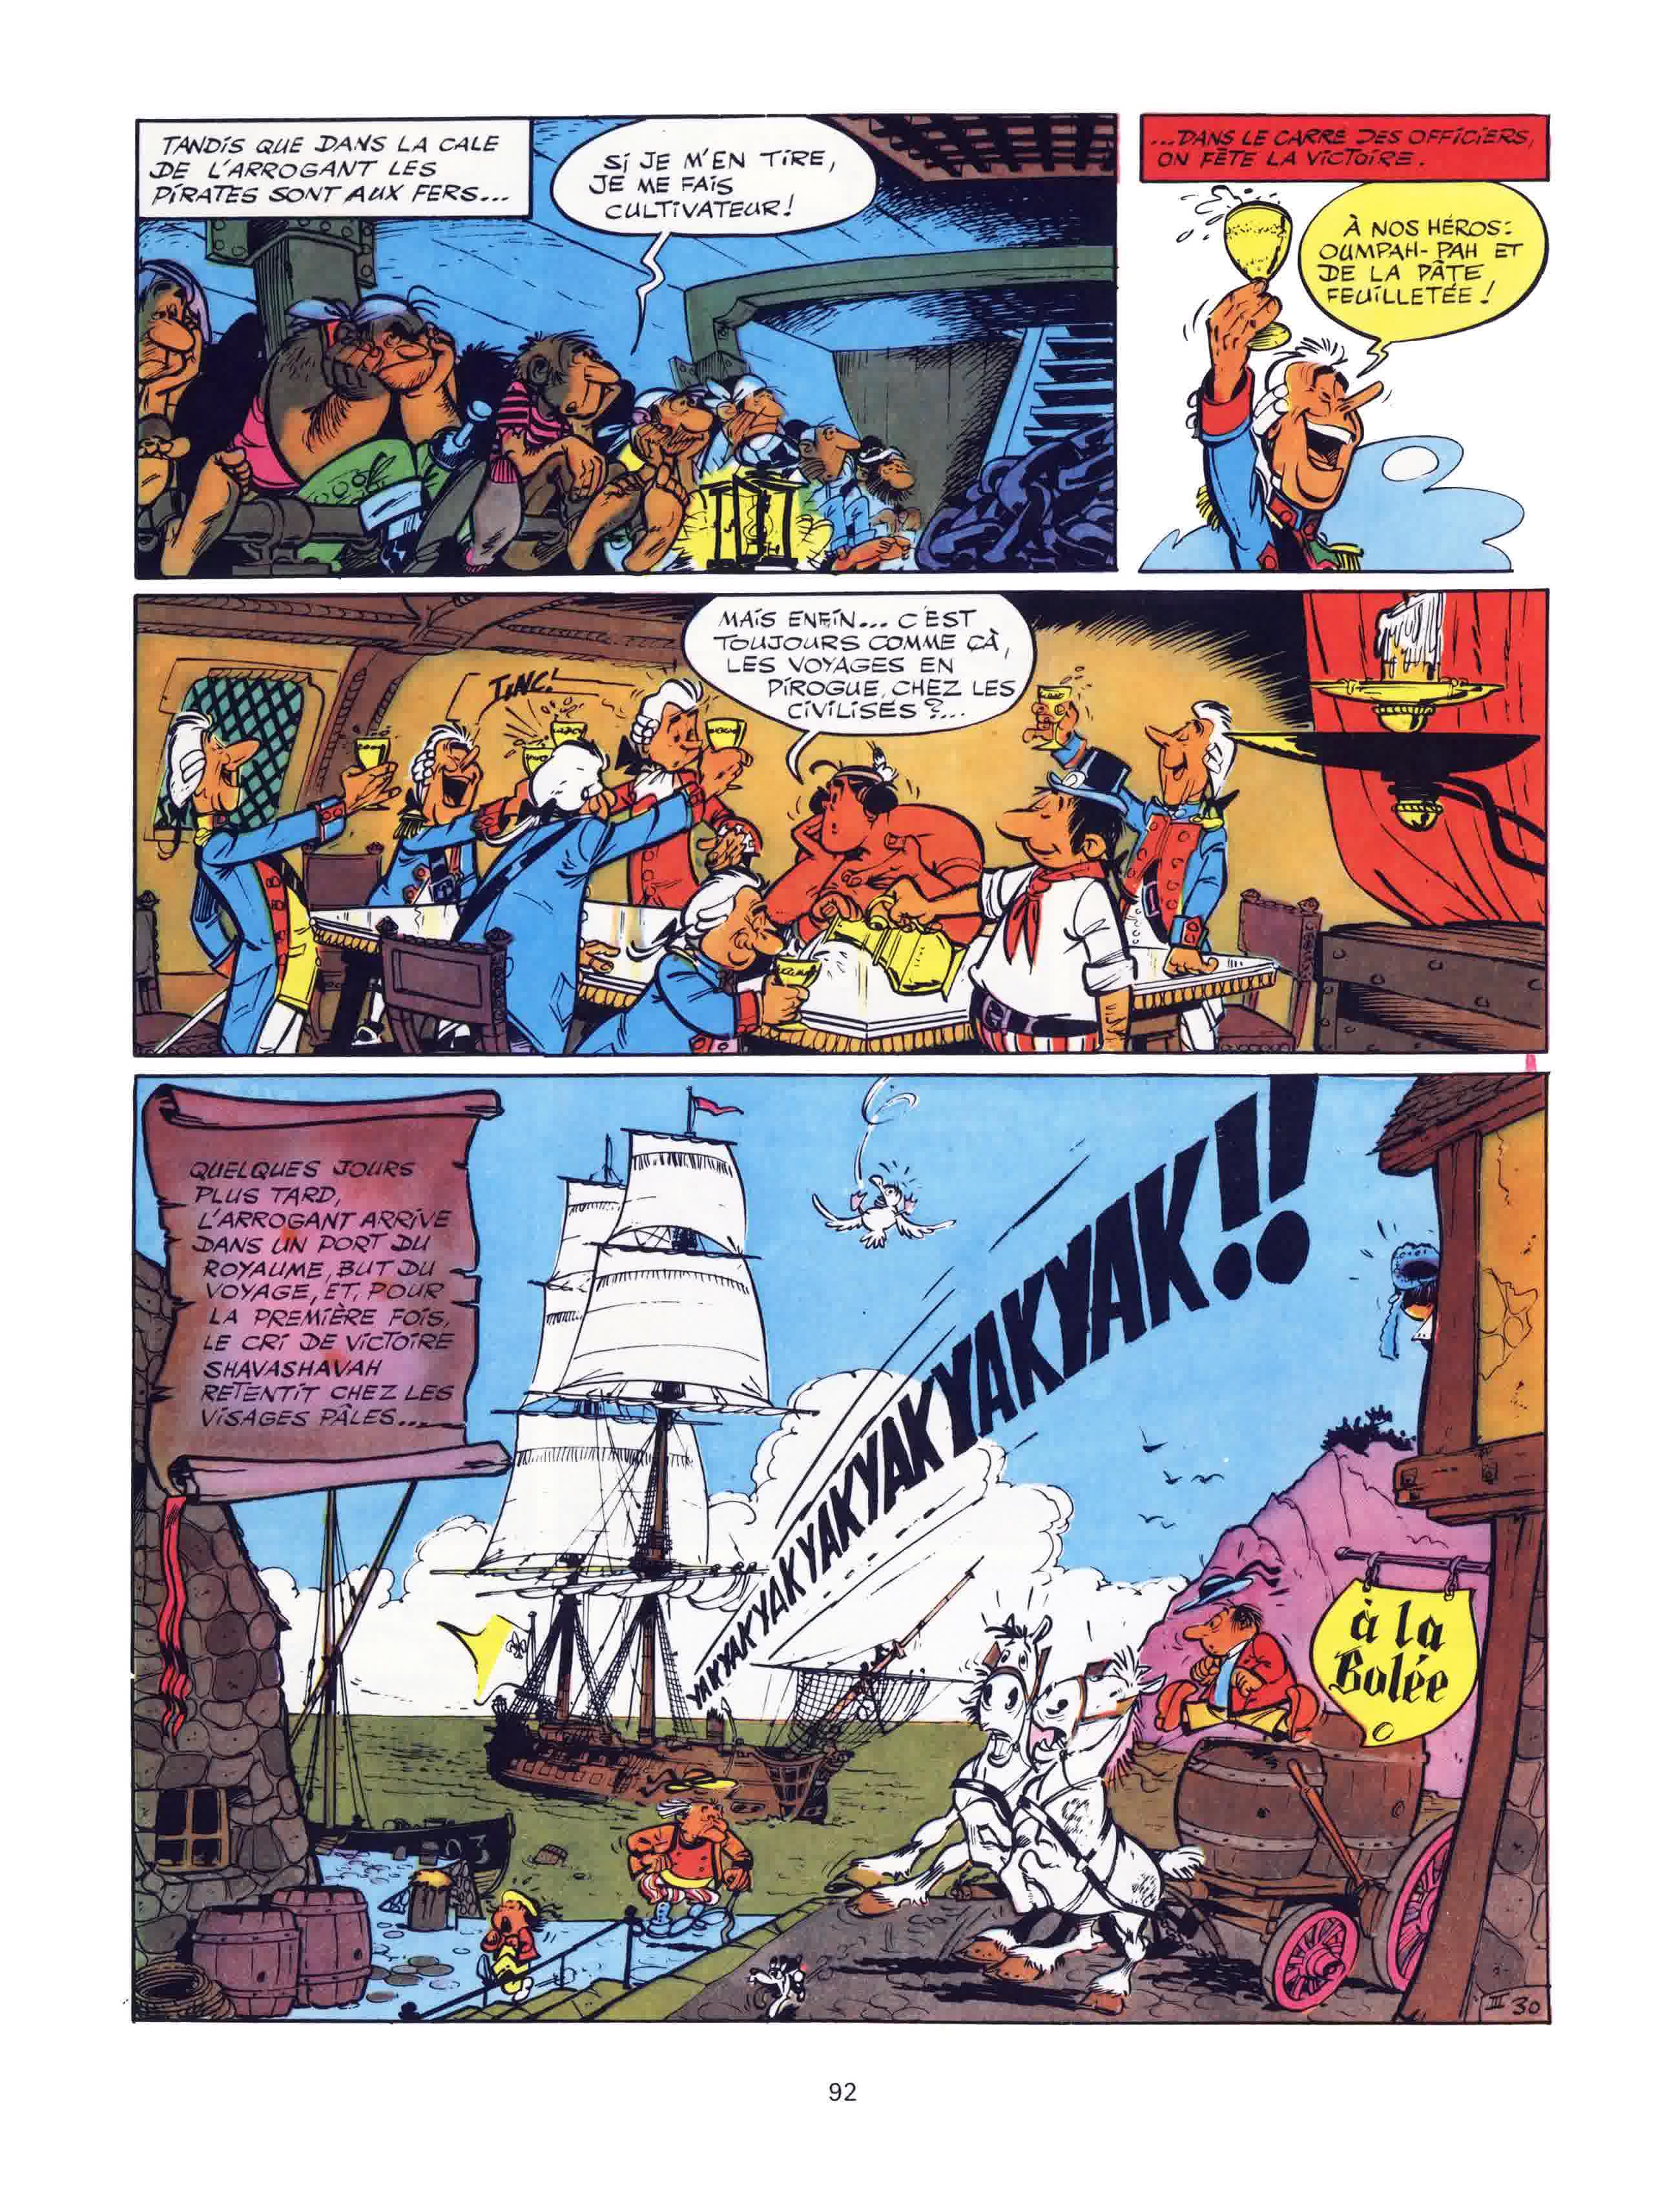 TANDIS QUE DANS LA CALE
DE L'ARROGANT LES
PIRATES SONT AUX FERS...
SI JE M'EN TIRE,
JE ME FAIS
CULTIVATEUR!
...DANS LE CARRÉ DES OFFICIERS,
ON FÊTE LA VICTOIRE.
À NOS HÉROS:
OUMPAH-PAH ET
DE LA PÂTE
FEUILLETÉE!
MAIS ENFIN... C'EST
TOUJOURS COMME ÇÀ,
LES VOYAGES EN
PIROGUE, CHEZ LES
CIVILISÉS?...
TINC!
QUELQUES JOURS
PLUS TARD,
L'ARROGANT ARRIVE
DANS UN PORT DU
ROYAUME, BUT DU
VOYAGE, ET, POUR
LA PREMIÈRE FOIS,
LE CRI DE VICTOIRE
SHAVASHAVAH
RETENTIT CHEZ LES
VISAGES PÂLES...
YAKYAKYAKYAKYAKYAKYAKYAKYAK!!
à la
Bolée
III 30
92